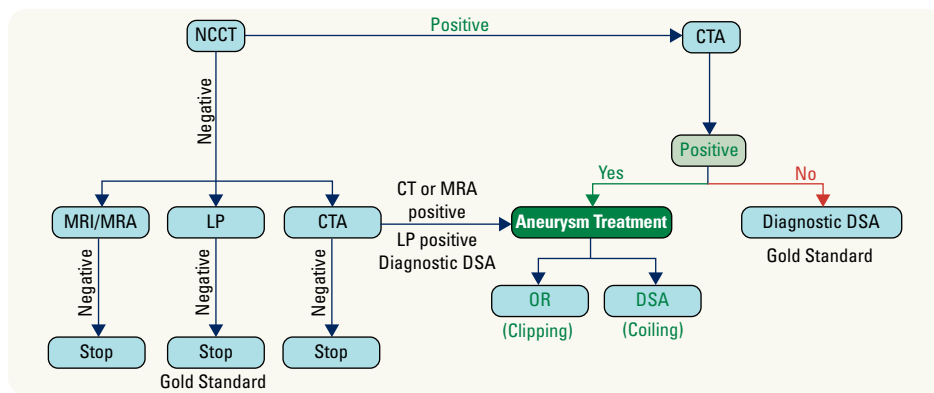 NCCT
Positive
CTA
Negative
Positive
Yes
No
MRI/MRA
LP
CTA
CT or MRA
positive
LP positive
Diagnostic DSA
Aneurysm Treatment
Diagnostic DSA
Gold Standard
Negative
Negative
Negative
OR
DSA
(Clipping)
(Coiling)
Stop
Stop
Stop
Gold Standard